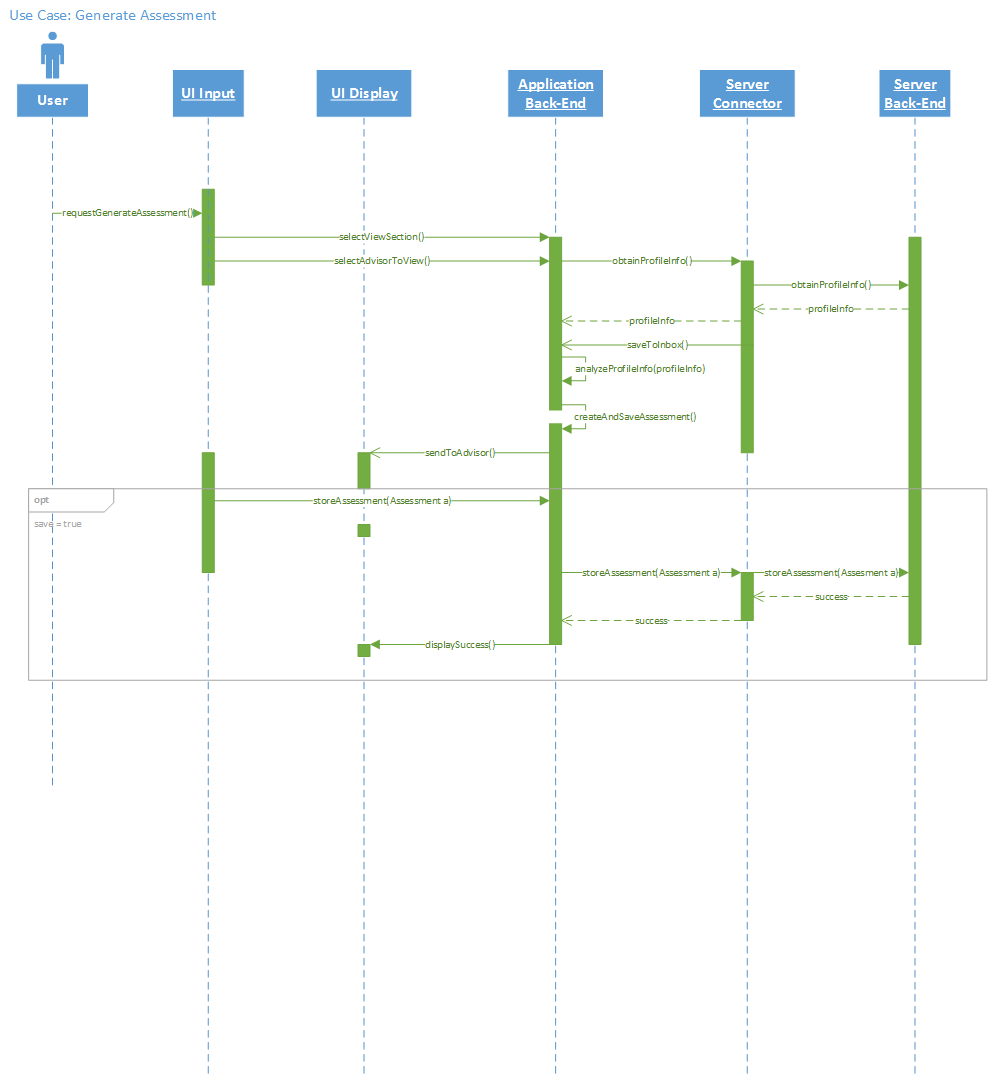 Use Case: Generate Assessment
User
UI Input
UI Display
Application
Back-End
Server
Connector
Server
Back-End
requestGenerateAssessment()
selectViewSection()
selectAdvisorToView()
obtainProfileInfo()
obtainProfileInfo()
profileInfo
profileInfo
saveToInbox()
analyzeProfileInfo(profileInfo)
createAndSaveAssessment()
sendToAdvisor()
opt
storeAssessment(Assessment a)
save = true
storeAssessment(Assessment a)
storeAssessment(Assesment a)
success
success
displaySuccess()